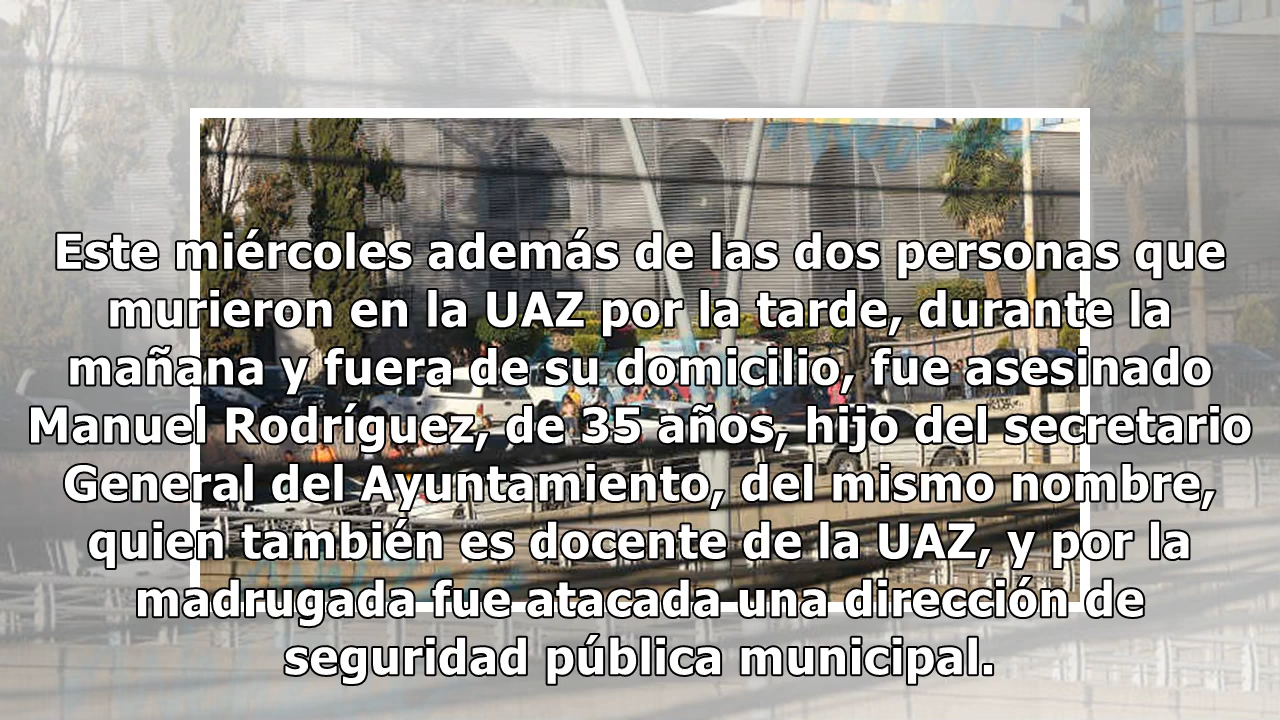 Este miércoles además de las dos personas que
murieron en la UAZ por la tarde, durante la
mañana y fuera de su domicilio, fue asesinado
Manuel Rodríguez, de 35 años, hijo del secretario
General del Ayuntamiento, del mismo nombre,
quien también es docente de la UAZ, y por la
madrugada fue atacada una dirección de
seguridad pública municipal.